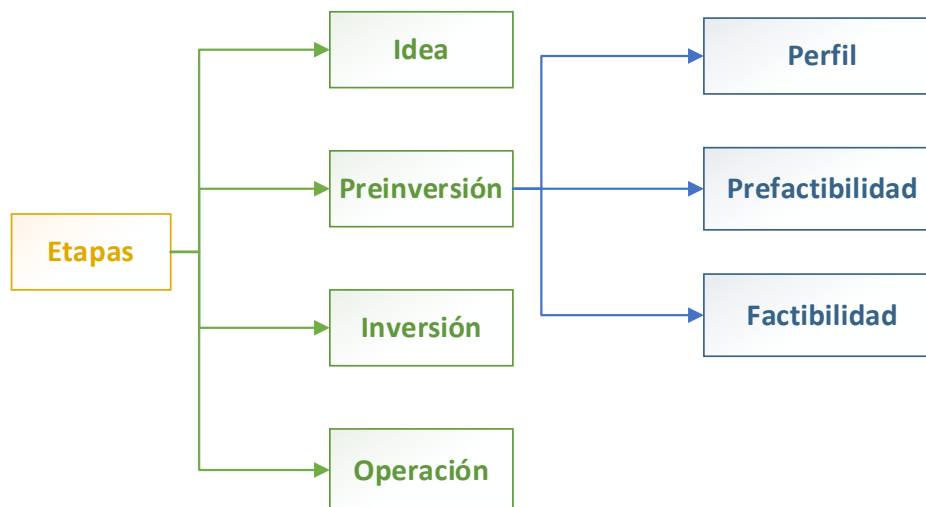 Etapas
Idea
Preinversión
Inversión
Operación
Perfil
Prefactibilidad
Factibilidad